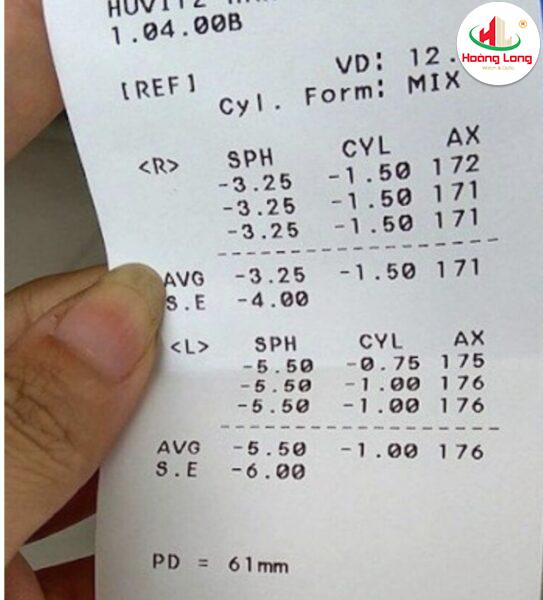 HUVITZ
1.04.00B
Hoàng Long
VD: 12.
[REF]
Cyl. Form: MIX
<R> SPH CYL AX
-3.25 -1.50 172
-3.25 -1.50 171
-3.25 -1.50 171
AVG -3.25 -1.50 171
S.E -4.00
<L> SPH CYL AX
-5.50 -0.75 175
-5.50 -1.00 176
-5.50 -1.00 176
AVG -5.50 -1.00 176
S.E -6.00
PD = 61mm